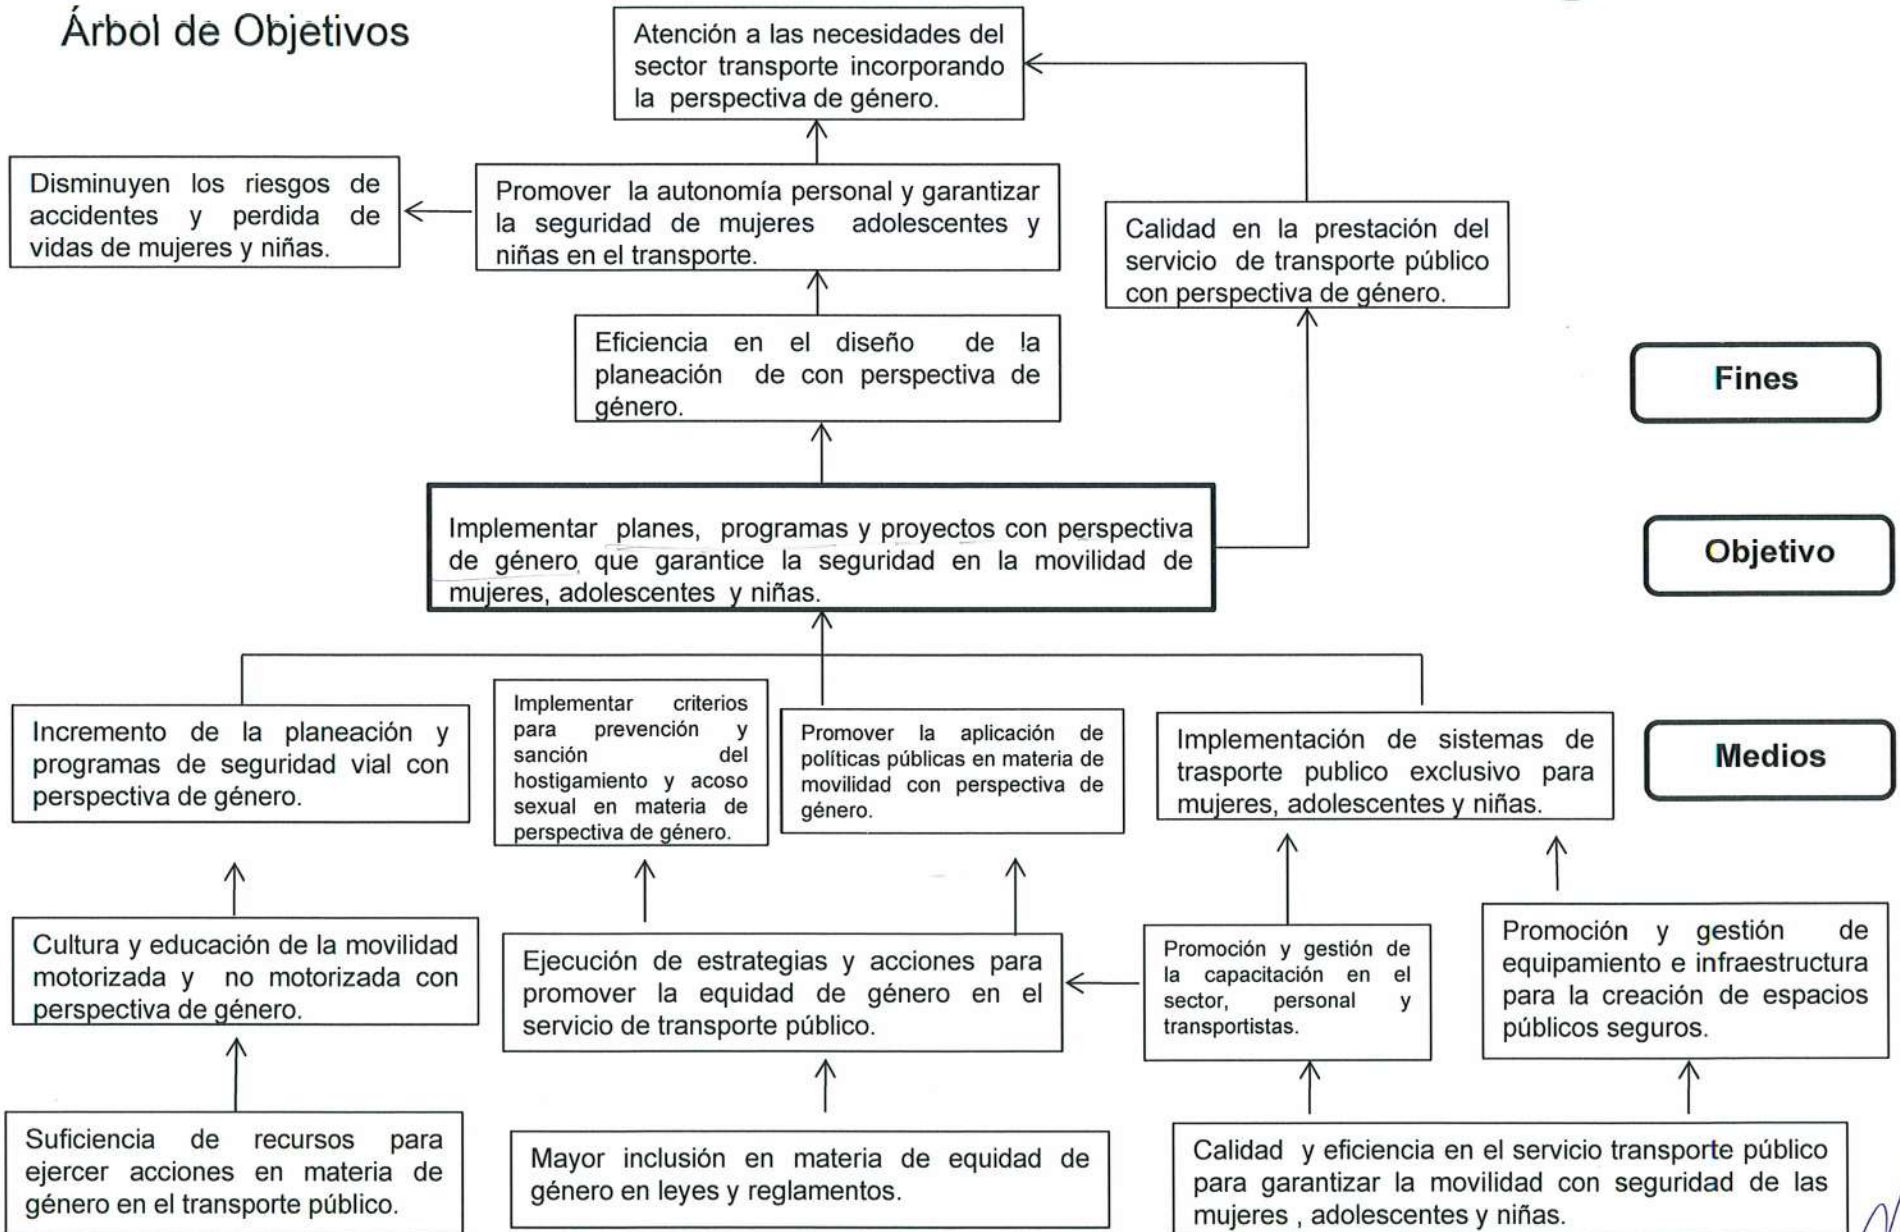 Árbol de Objetivos
Atención a las necesidades del
sector transporte incorporando
la perspectiva de género.
Disminuyen los riesgos de
accidentes y perdida de
vidas de mujeres y niñas.
Promover la autonomía personal y garantizar
la seguridad de mujeres adolescentes y
niñas en el transporte.
Calidad en la prestación del
servicio de transporte público
con perspectiva de género.
Eficiencia en el diseño de la
planeación de con perspectiva de
género.
Fines
Implementar planes, programas y proyectos con perspectiva
de género que garantice la seguridad en la movilidad de
mujeres, adolescentes y niñas.
Objetivo
Incremento de la planeación y
programas de seguridad vial con
perspectiva de género.
Implementar criterios
para prevención y
sanción del
hostigamiento y acoso
sexual en materia de
perspectiva de género.
Promover la aplicación de
políticas públicas en materia de
movilidad con perspectiva de
género.
Implementación de sistemas de
trasporte publico exclusivo para
mujeres, adolescentes y niñas.
Medios
Cultura y educación de la movilidad
motorizada y no motorizada con
perspectiva de género.
Ejecución de estrategias y acciones para
promover la equidad de género en el
servicio de transporte público.
Promoción y gestión de
la capacitación en el
sector, personal y
transportistas.
Promoción y gestión de
equipamiento e infraestructura
para la creación de espacios
públicos seguros.
Suficiencia de recursos para
ejercer acciones en materia de
género en el transporte público.
Mayor inclusión en materia de equidad de
género en leyes y reglamentos.
Calidad y eficiencia en el servicio transporte público
para garantizar la movilidad con seguridad de las
mujeres , adolescentes y niñas.